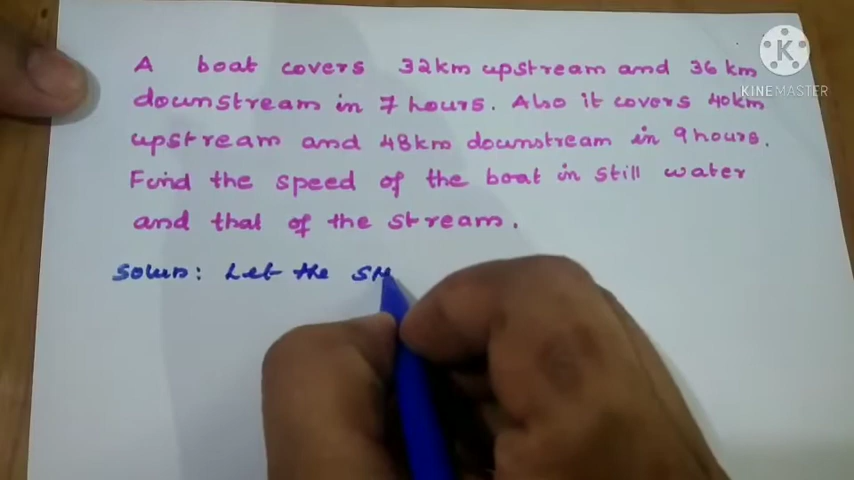 A boat covers 32km upstream and 36 km
downstream in 7 hours. Also it covers 40km
upstream and 48km downstream in 9 hours.
Find the speed of the boat in still water
and that of the stream.
Soln: Let the
K
KINEMASTER